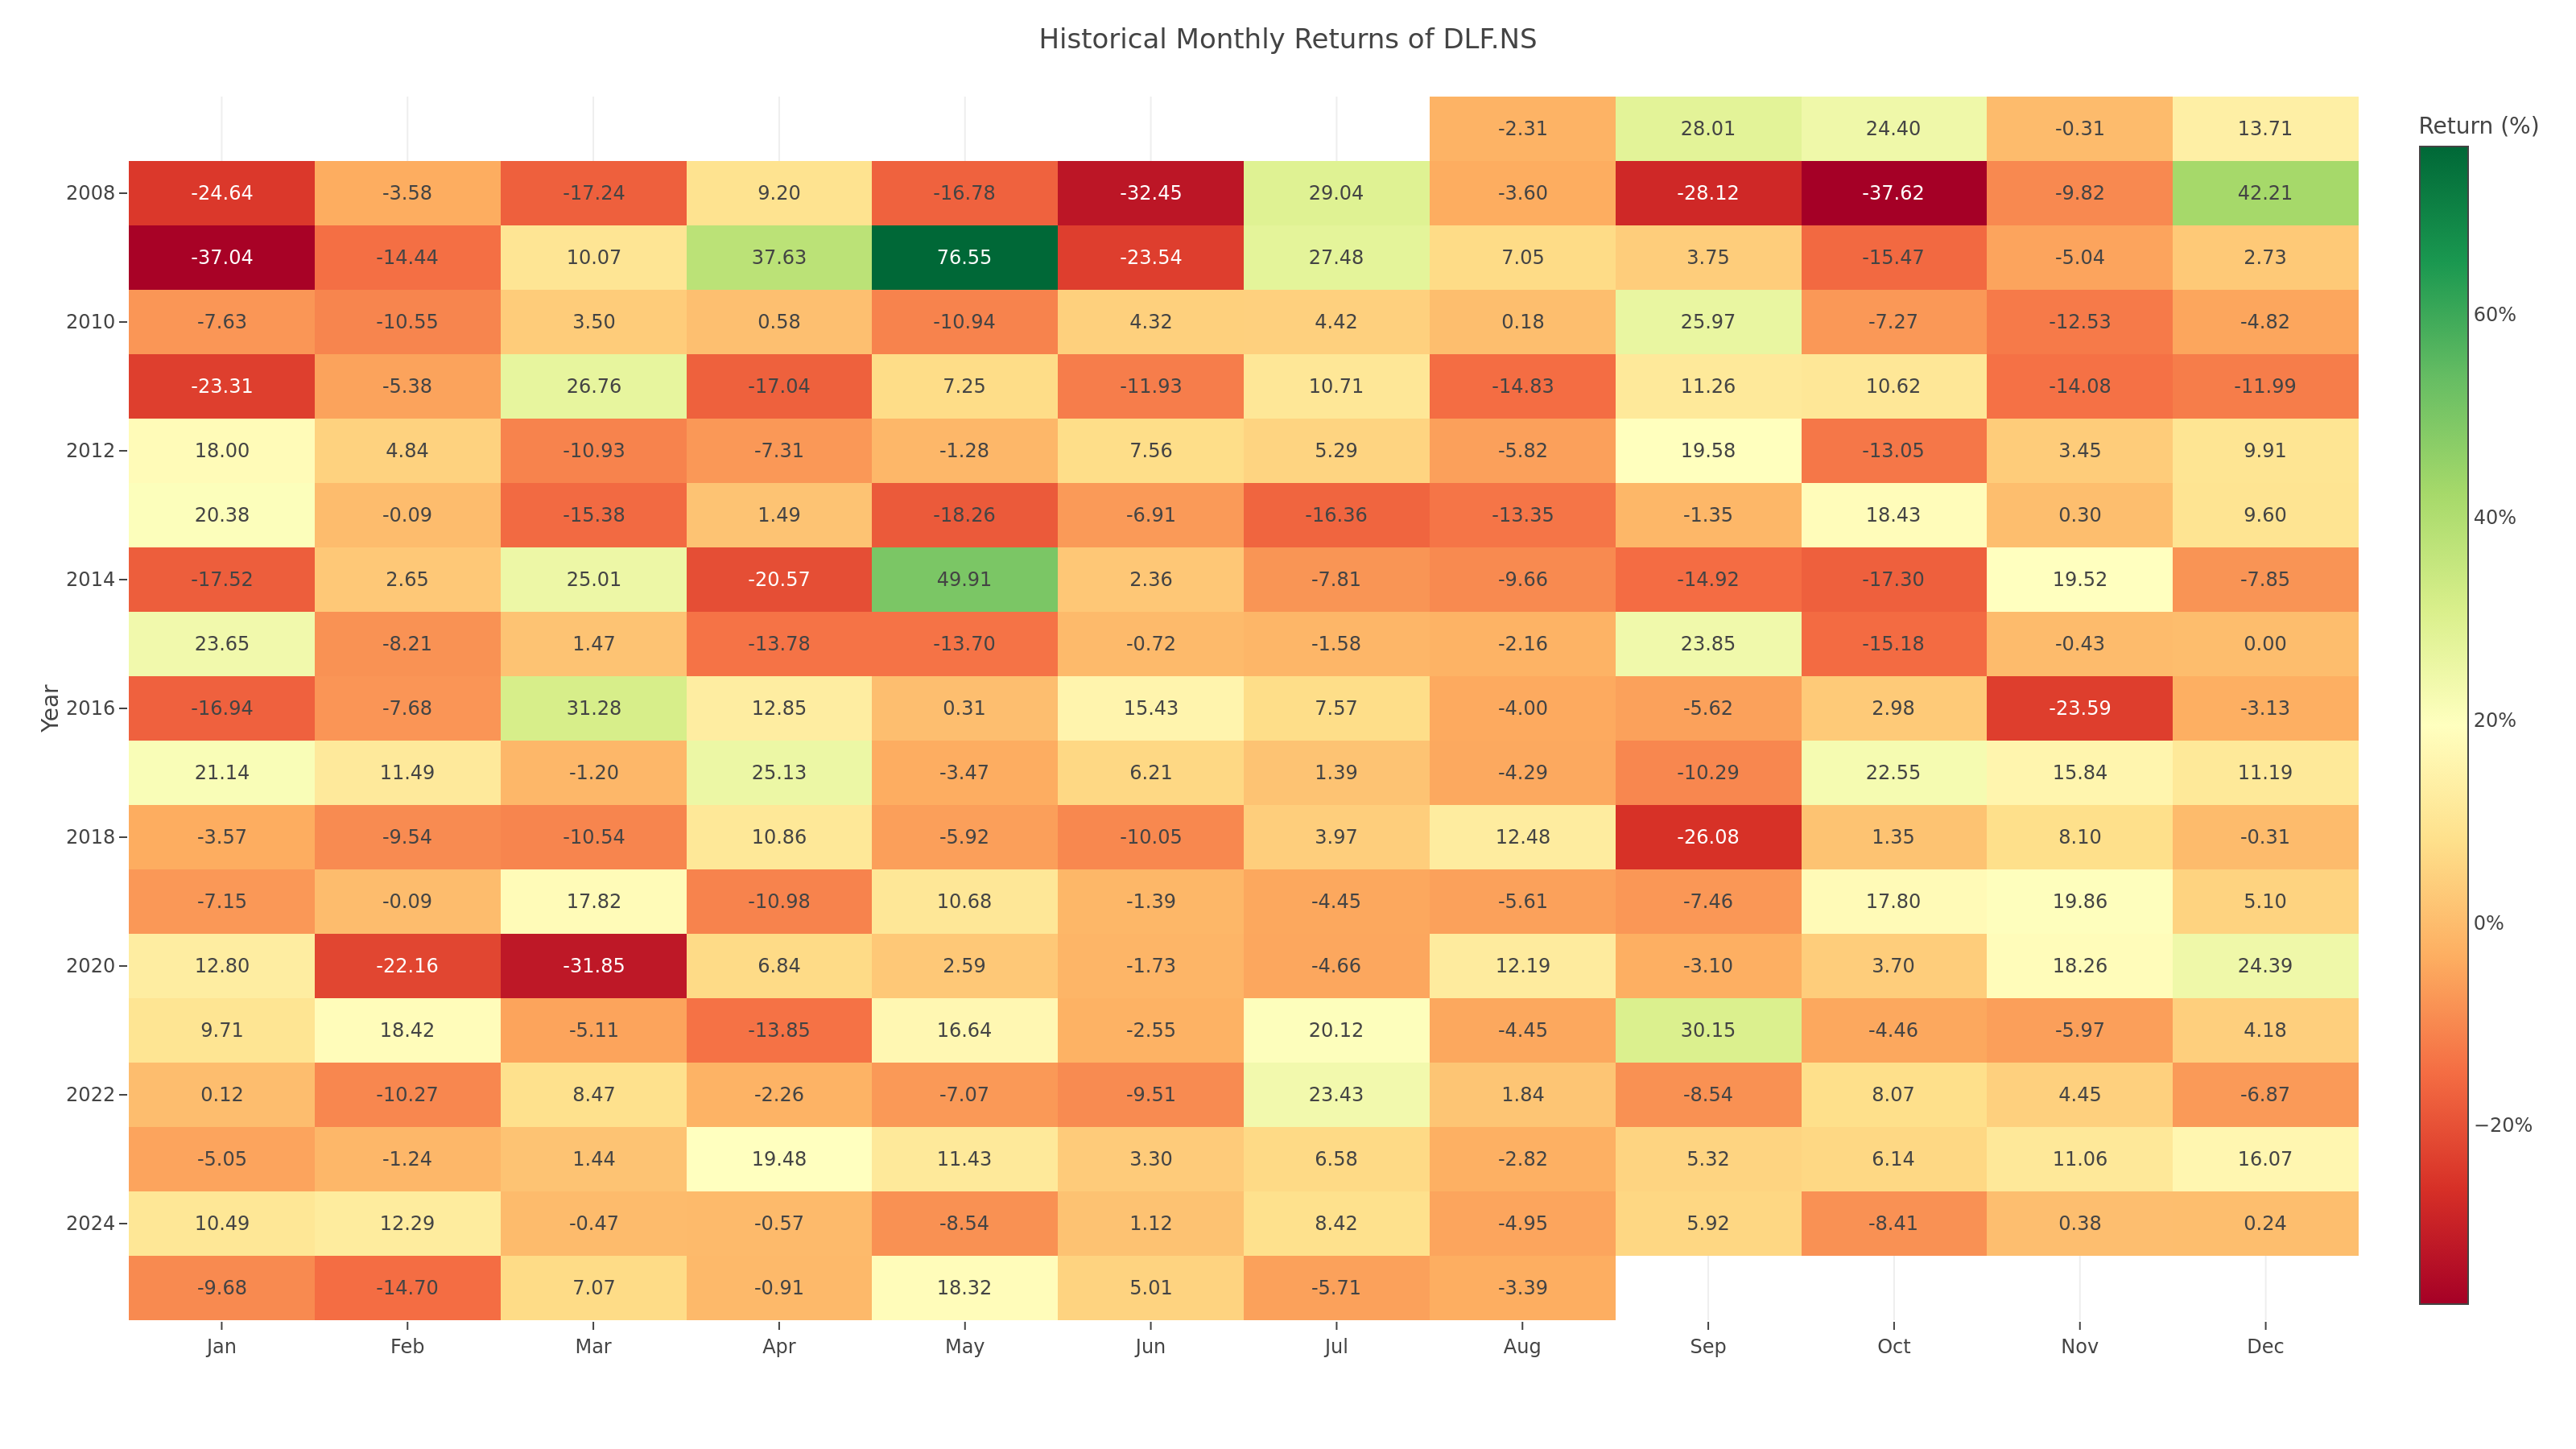 Historical Monthly Returns of DLF.NS
Return (%)
-2.31 28.01 24.40 -0.31 13.71
2008 -24.64 -3.58 -17.24 9.20 -16.78 -32.45 29.04 -3.60 -28.12 -37.62 -9.82 42.21
-37.04 -14.44 10.07 37.63 76.55 -23.54 27.48 7.05 3.75 -15.47 -5.04 2.73
2010 -7.63 -10.55 3.50 0.58 -10.94 4.32 4.42 0.18 25.97 -7.27 -12.53 -4.82
-23.31 -5.38 26.76 -17.04 7.25 -11.93 10.71 -14.83 11.26 10.62 -14.08 -11.99
2012 18.00 4.84 -10.93 -7.31 -1.28 7.56 5.29 -5.82 19.58 -13.05 3.45 9.91
20.38 -0.09 -15.38 1.49 -18.26 -6.91 -16.36 -13.35 -1.35 18.43 0.30 9.60
2014 -17.52 2.65 25.01 -20.57 49.91 2.36 -7.81 -9.66 -14.92 -17.30 19.52 -7.85
23.65 -8.21 1.47 -13.78 -13.70 -0.72 -1.58 -2.16 23.85 -15.18 -0.43 0.00
2016 -16.94 -7.68 31.28 12.85 0.31 15.43 7.57 -4.00 -5.62 2.98 -23.59 -3.13
21.14 11.49 -1.20 25.13 -3.47 6.21 1.39 -4.29 -10.29 22.55 15.84 11.19
2018 -3.57 -9.54 -10.54 10.86 -5.92 -10.05 3.97 12.48 -26.08 1.35 8.10 -0.31
-7.15 -0.09 17.82 -10.98 10.68 -1.39 -4.45 -5.61 -7.46 17.80 19.86 5.10
2020 12.80 -22.16 -31.85 6.84 2.59 -1.73 -4.66 12.19 -3.10 3.70 18.26 24.39
9.71 18.42 -5.11 -13.85 16.64 -2.55 20.12 -4.45 30.15 -4.46 -5.97 4.18
2022 0.12 -10.27 8.47 -2.26 -7.07 -9.51 23.43 1.84 -8.54 8.07 4.45 -6.87
-5.05 -1.24 1.44 19.48 11.43 3.30 6.58 -2.82 5.32 6.14 11.06 16.07
2024 10.49 12.29 -0.47 -0.57 -8.54 1.12 8.42 -4.95 5.92 -8.41 0.38 0.24
-9.68 -14.70 7.07 -0.91 18.32 5.01 -5.71 -3.39
Jan Feb Mar Apr May Jun Jul Aug Sep Oct Nov Dec
Year
60%
40%
20%
0%
−20%